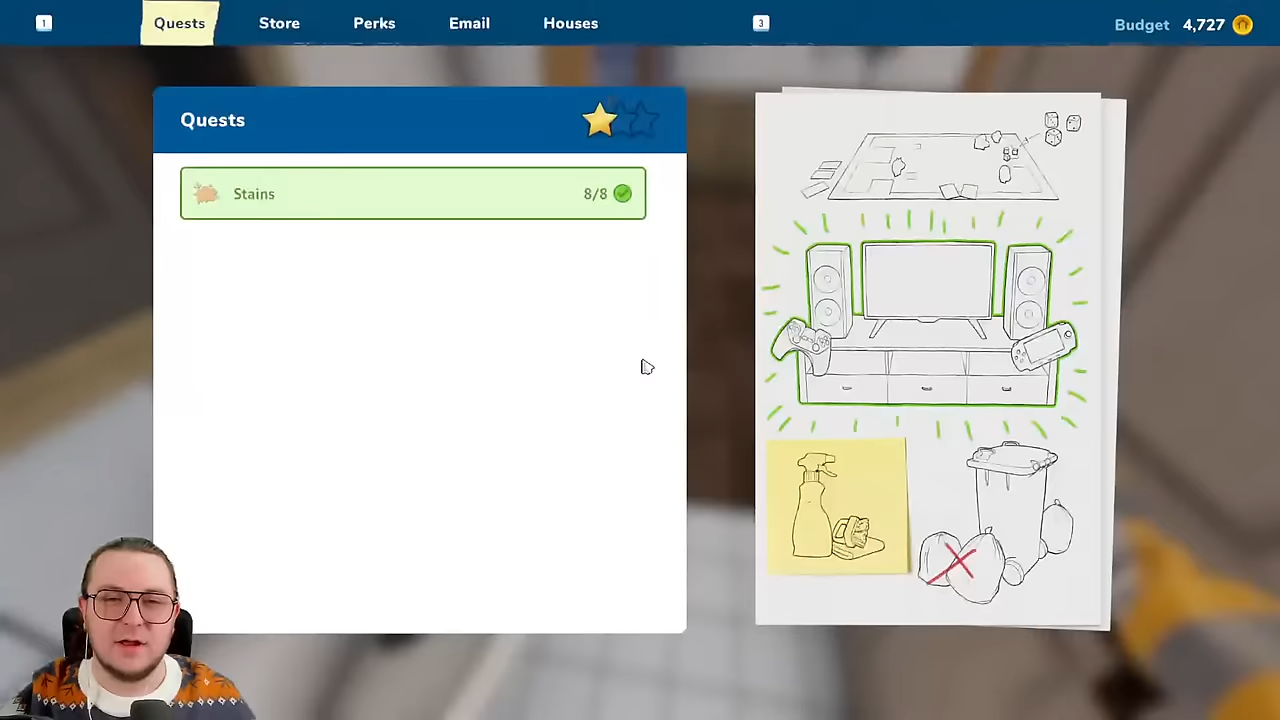 1
Quests
Store
Perks
Email
Houses
3
Budget 4,727
Quests
Stains
8/8